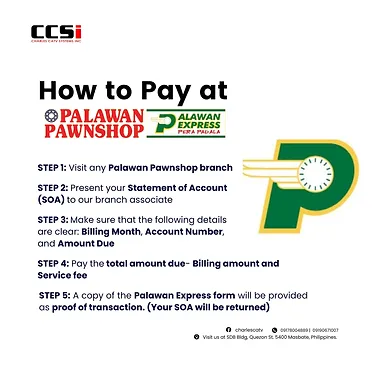 CCSi
CHARLES CATV SYSTEMS INC.
How to Pay at
PALAWAN
PAWNSHOP
PALAWAN
EXPRESS
PERA PADALA
STEP 1: Visit any Palawan Pawnshop branch
STEP 2: Present your Statement of Account
(SOA) to our branch associate
STEP 3: Make sure that the following details
are clear: Billing Month, Account Number,
and Amount Due
STEP 4: Pay the total amount due- Billing amount and
Service fee
STEP 5: A copy of the Palawan Express form will be provided
as proof of transaction. (Your SOA will be returned)
charlescatv 09176004889 | 09190671007
Visit us at SDB Bldg, Quezon St. 5400 Masbate, Philippines.